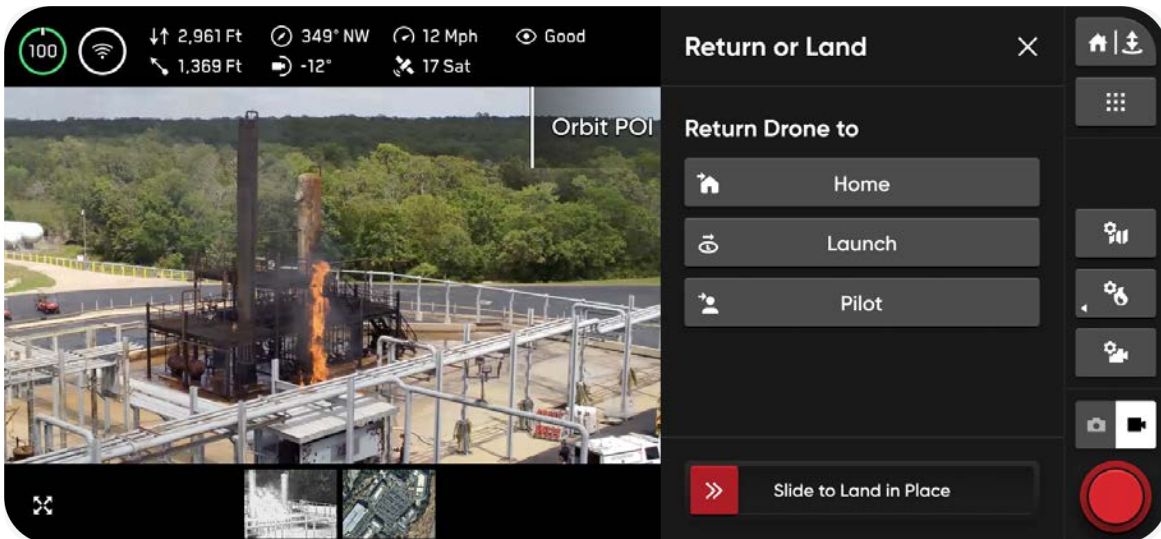 100
2,961 Ft 349° NW 12 Mph Good
1,369 Ft -12° 17 Sat
Orbit POI
Return or Land
Return Drone to
Home
Launch
Pilot
Slide to Land in Place